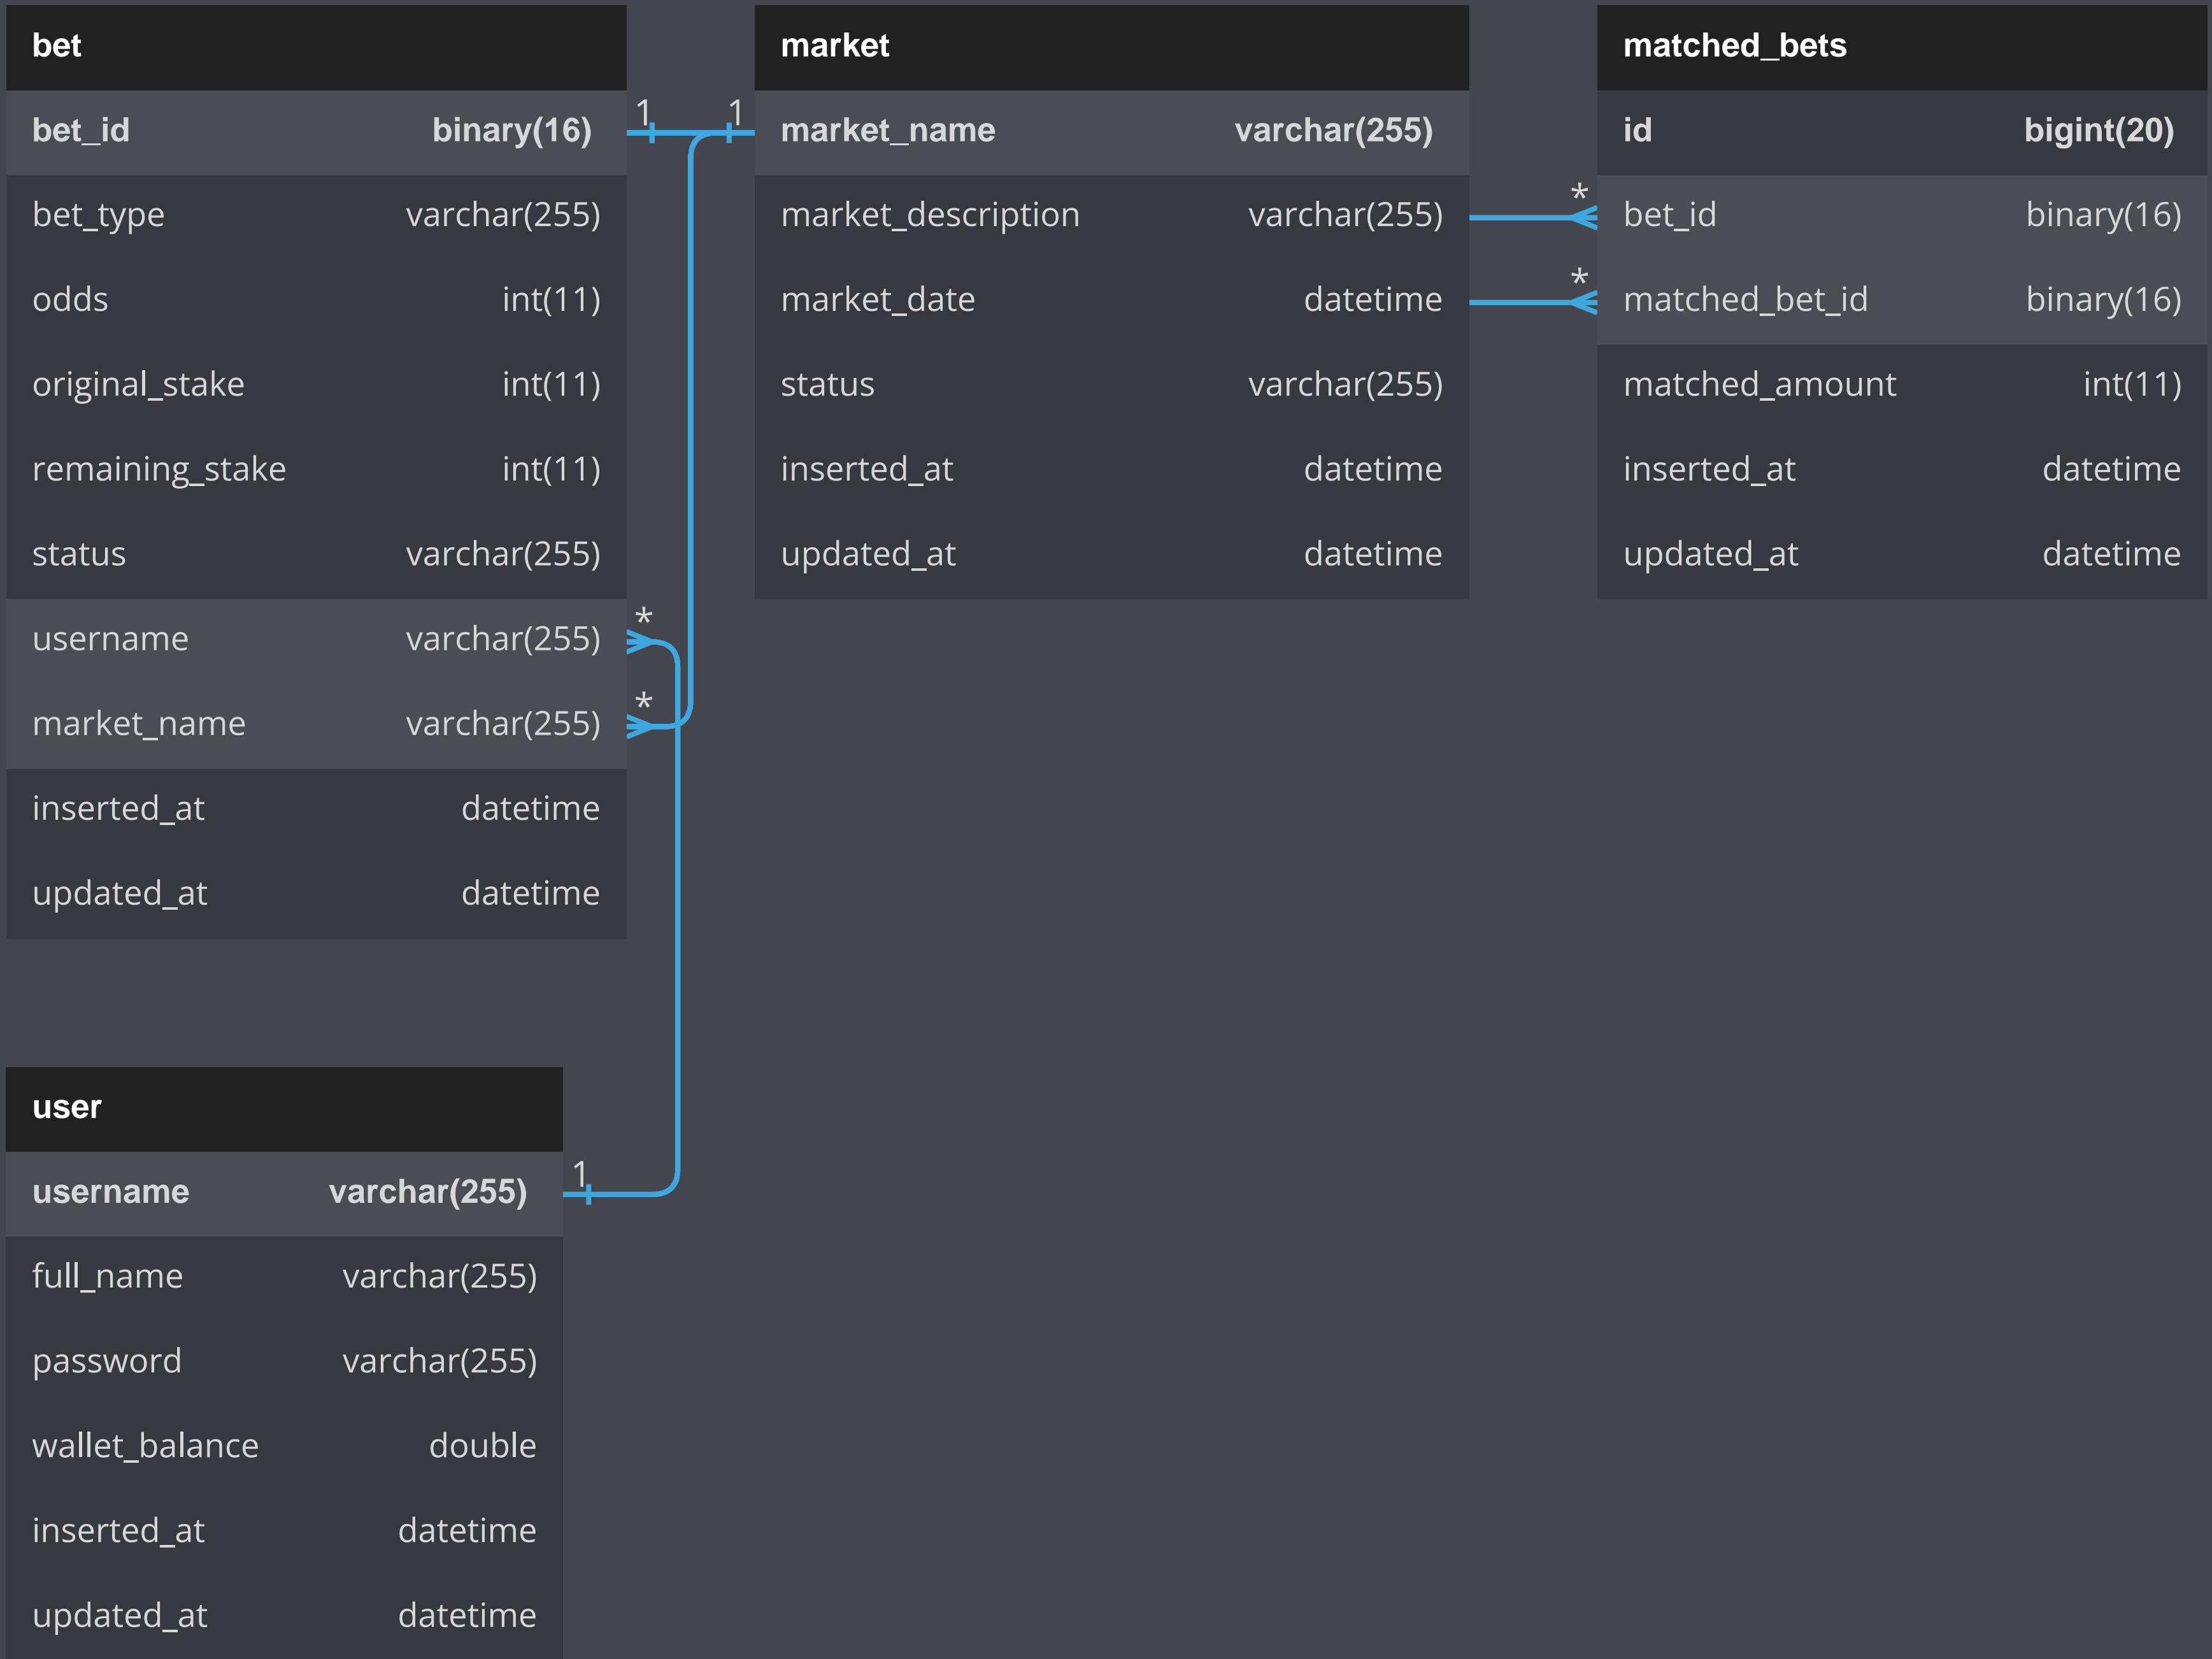 bet
bet_id binary(16)
bet_type varchar(255)
odds int(11)
original_stake int(11)
remaining_stake int(11)
status varchar(255)
username varchar(255)
market_name varchar(255)
inserted_at datetime
updated_at datetime
1 1
*
*
market
market_name varchar(255)
market_description varchar(255)
market_date datetime
status varchar(255)
inserted_at datetime
updated_at datetime
*
*
matched_bets
id bigint(20)
bet_id binary(16)
matched_bet_id binary(16)
matched_amount int(11)
inserted_at datetime
updated_at datetime
user
username varchar(255)
1
full_name varchar(255)
password varchar(255)
wallet_balance double
inserted_at datetime
updated_at datetime